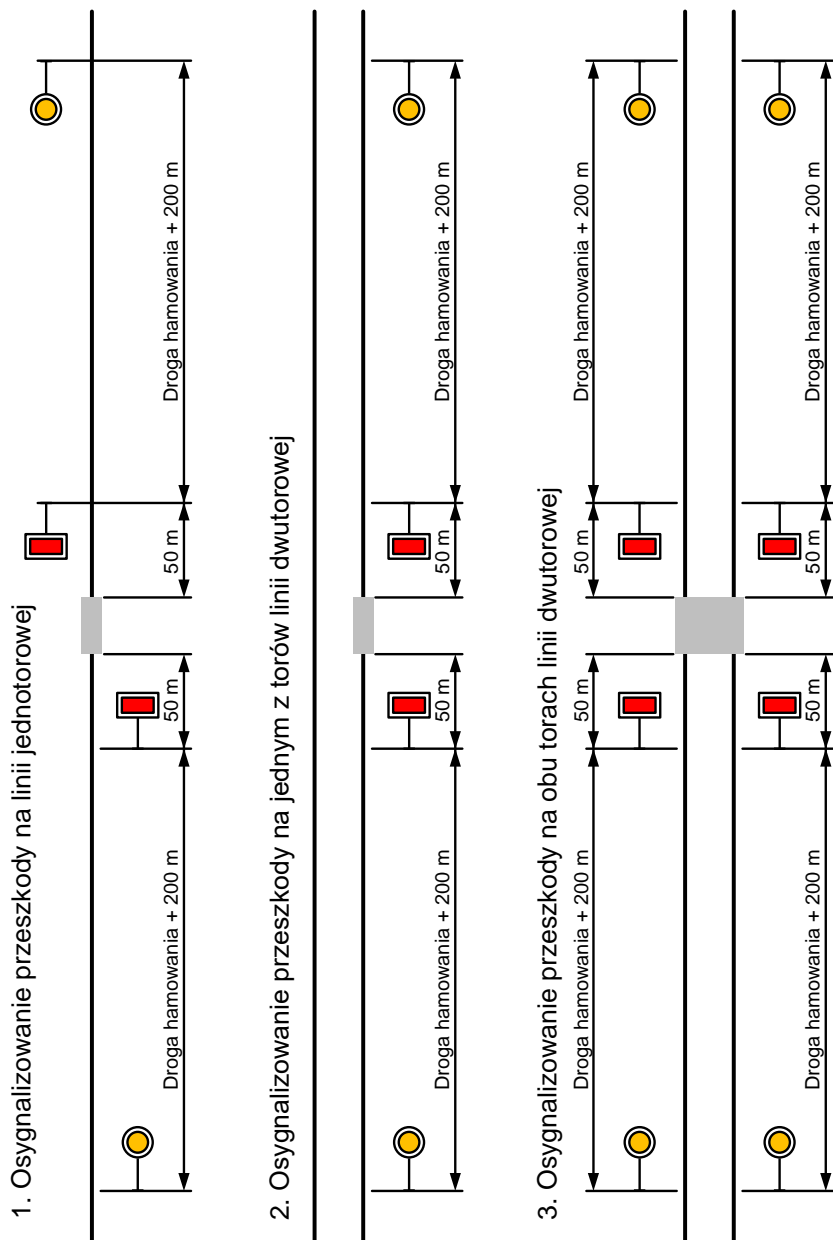 1. Osygnalizowanie przeszkody na linii jednotorowej
Droga hamowania + 200 m
50 m
50 m
Droga hamowania + 200 m
2. Osygnalizowanie przeszkody na jednym z torów linii dwutorowej
Droga hamowania + 200 m
50 m
50 m
Droga hamowania + 200 m
3. Osygnalizowanie przeszkody na obu torach linii dwutorowej
Droga hamowania + 200 m
50 m
50 m
Droga hamowania + 200 m
Droga hamowania + 200 m
50 m
50 m
Droga hamowania + 200 m